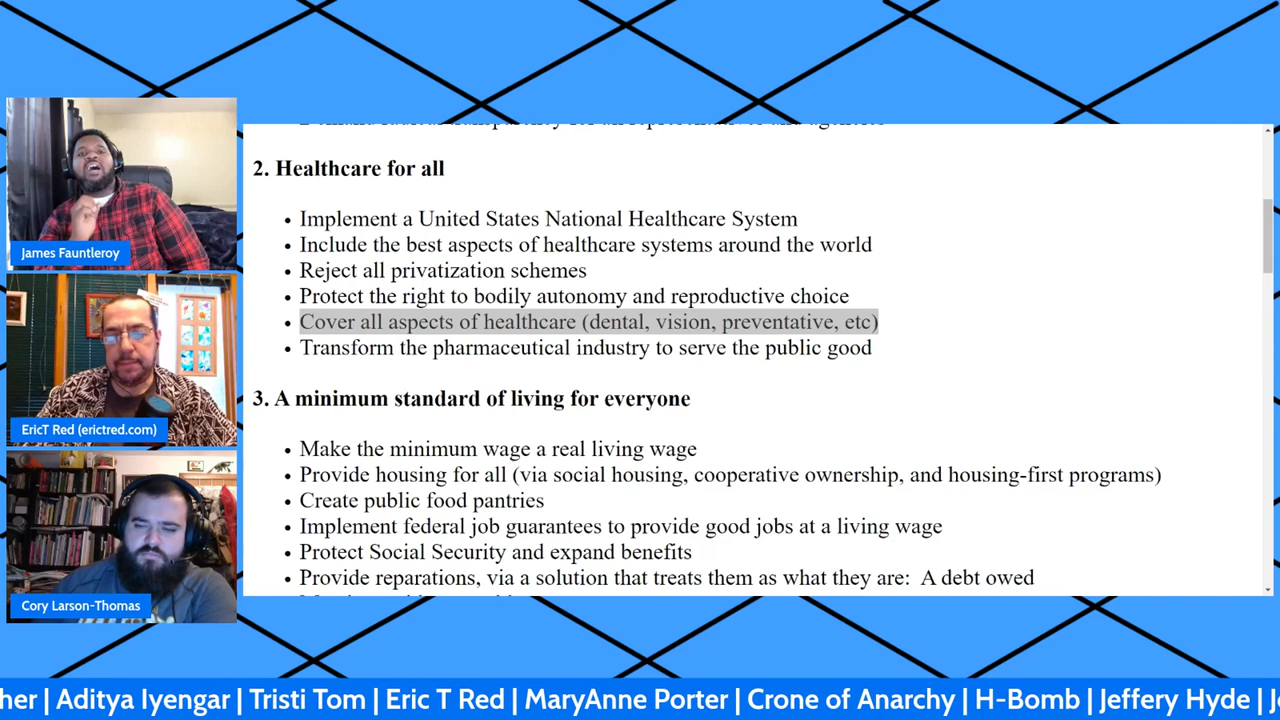 2. Healthcare for all
Implement a United States National Healthcare System
Include the best aspects of healthcare systems around the world
Reject all privatization schemes
Protect the right to bodily autonomy and reproductive choice
Cover all aspects of healthcare (dental, vision, preventative, etc)
Transform the pharmaceutical industry to serve the public good
3. A minimum standard of living for everyone
Make the minimum wage a real living wage
Provide housing for all (via social housing, cooperative ownership, and housing-first programs)
Create public food pantries
Implement federal job guarantees to provide good jobs at a living wage
Protect Social Security and expand benefits
Provide reparations, via a solution that treats them as what they are: A debt owed
James Fauntleroy
EricT Red (erictred.com)
Cory Larson-Thomas
her | Aditya Iyengar | Tristi Tom | Eric T Red | MaryAnne Porter | Crone of Anarchy | H-Bomb | Jeffery Hyde |